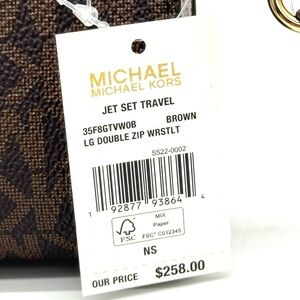 MICHAEL
MICHAEL KORS
JET SET TRAVEL
35F8GTVW0B BROWN
LG DOUBLE ZIP WRSTLT
S522-0002
1 92877 93864 4
FSC
MIX
Paper
FSC® C012345
NS
OUR PRICE $258.00